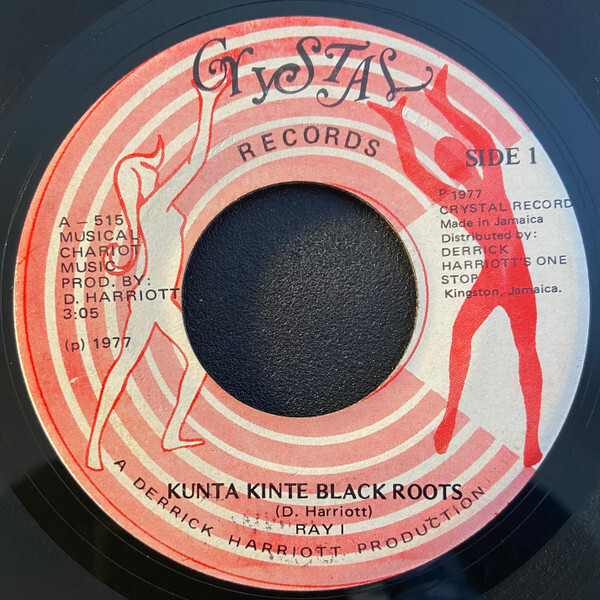 CRYSTAL
RECORDS
SIDE 1
A - 515
MUSICAL
CHARIOT
MUSIC
PROD. BY:
D. HARRIOTT
3:05
(p) 1977
P 1977
CRYSTAL RECORD
Made in Jamaica
Distributed by:
DERRICK
HARRIOTT'S ONE
STOP
Kingston, Jamaica.
KUNTA KINTE BLACK ROOTS
(D. Harriott)
RAY I
A DERRICK HARRIOTT PRODUCTION